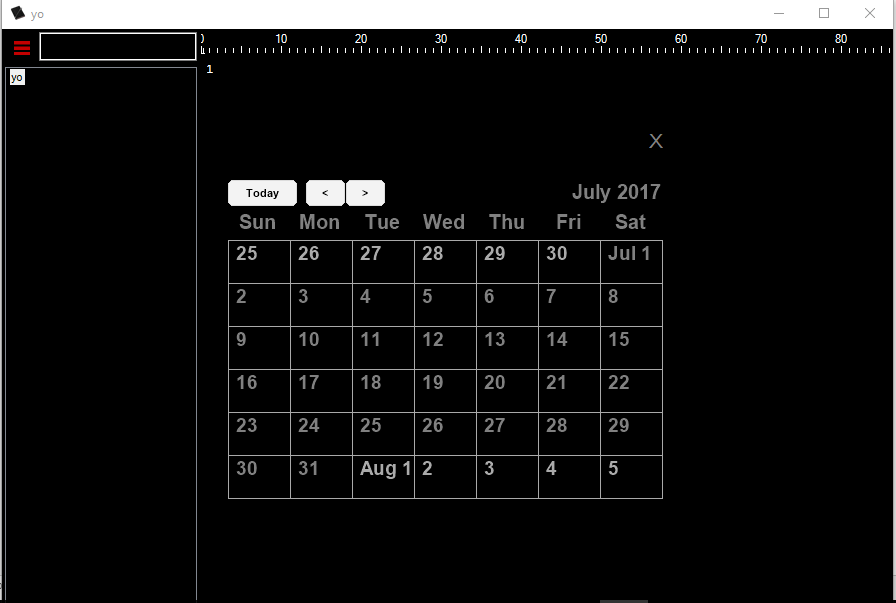 yo
0 10 20 30 40 50 60 70 80
1
yo
X
Today < > July 2017
Sun Mon Tue Wed Thu Fri Sat
25 26 27 28 29 30 Jul 1
2 3 4 5 6 7 8
9 10 11 12 13 14 15
16 17 18 19 20 21 22
23 24 25 26 27 28 29
30 31 Aug 1 2 3 4 5